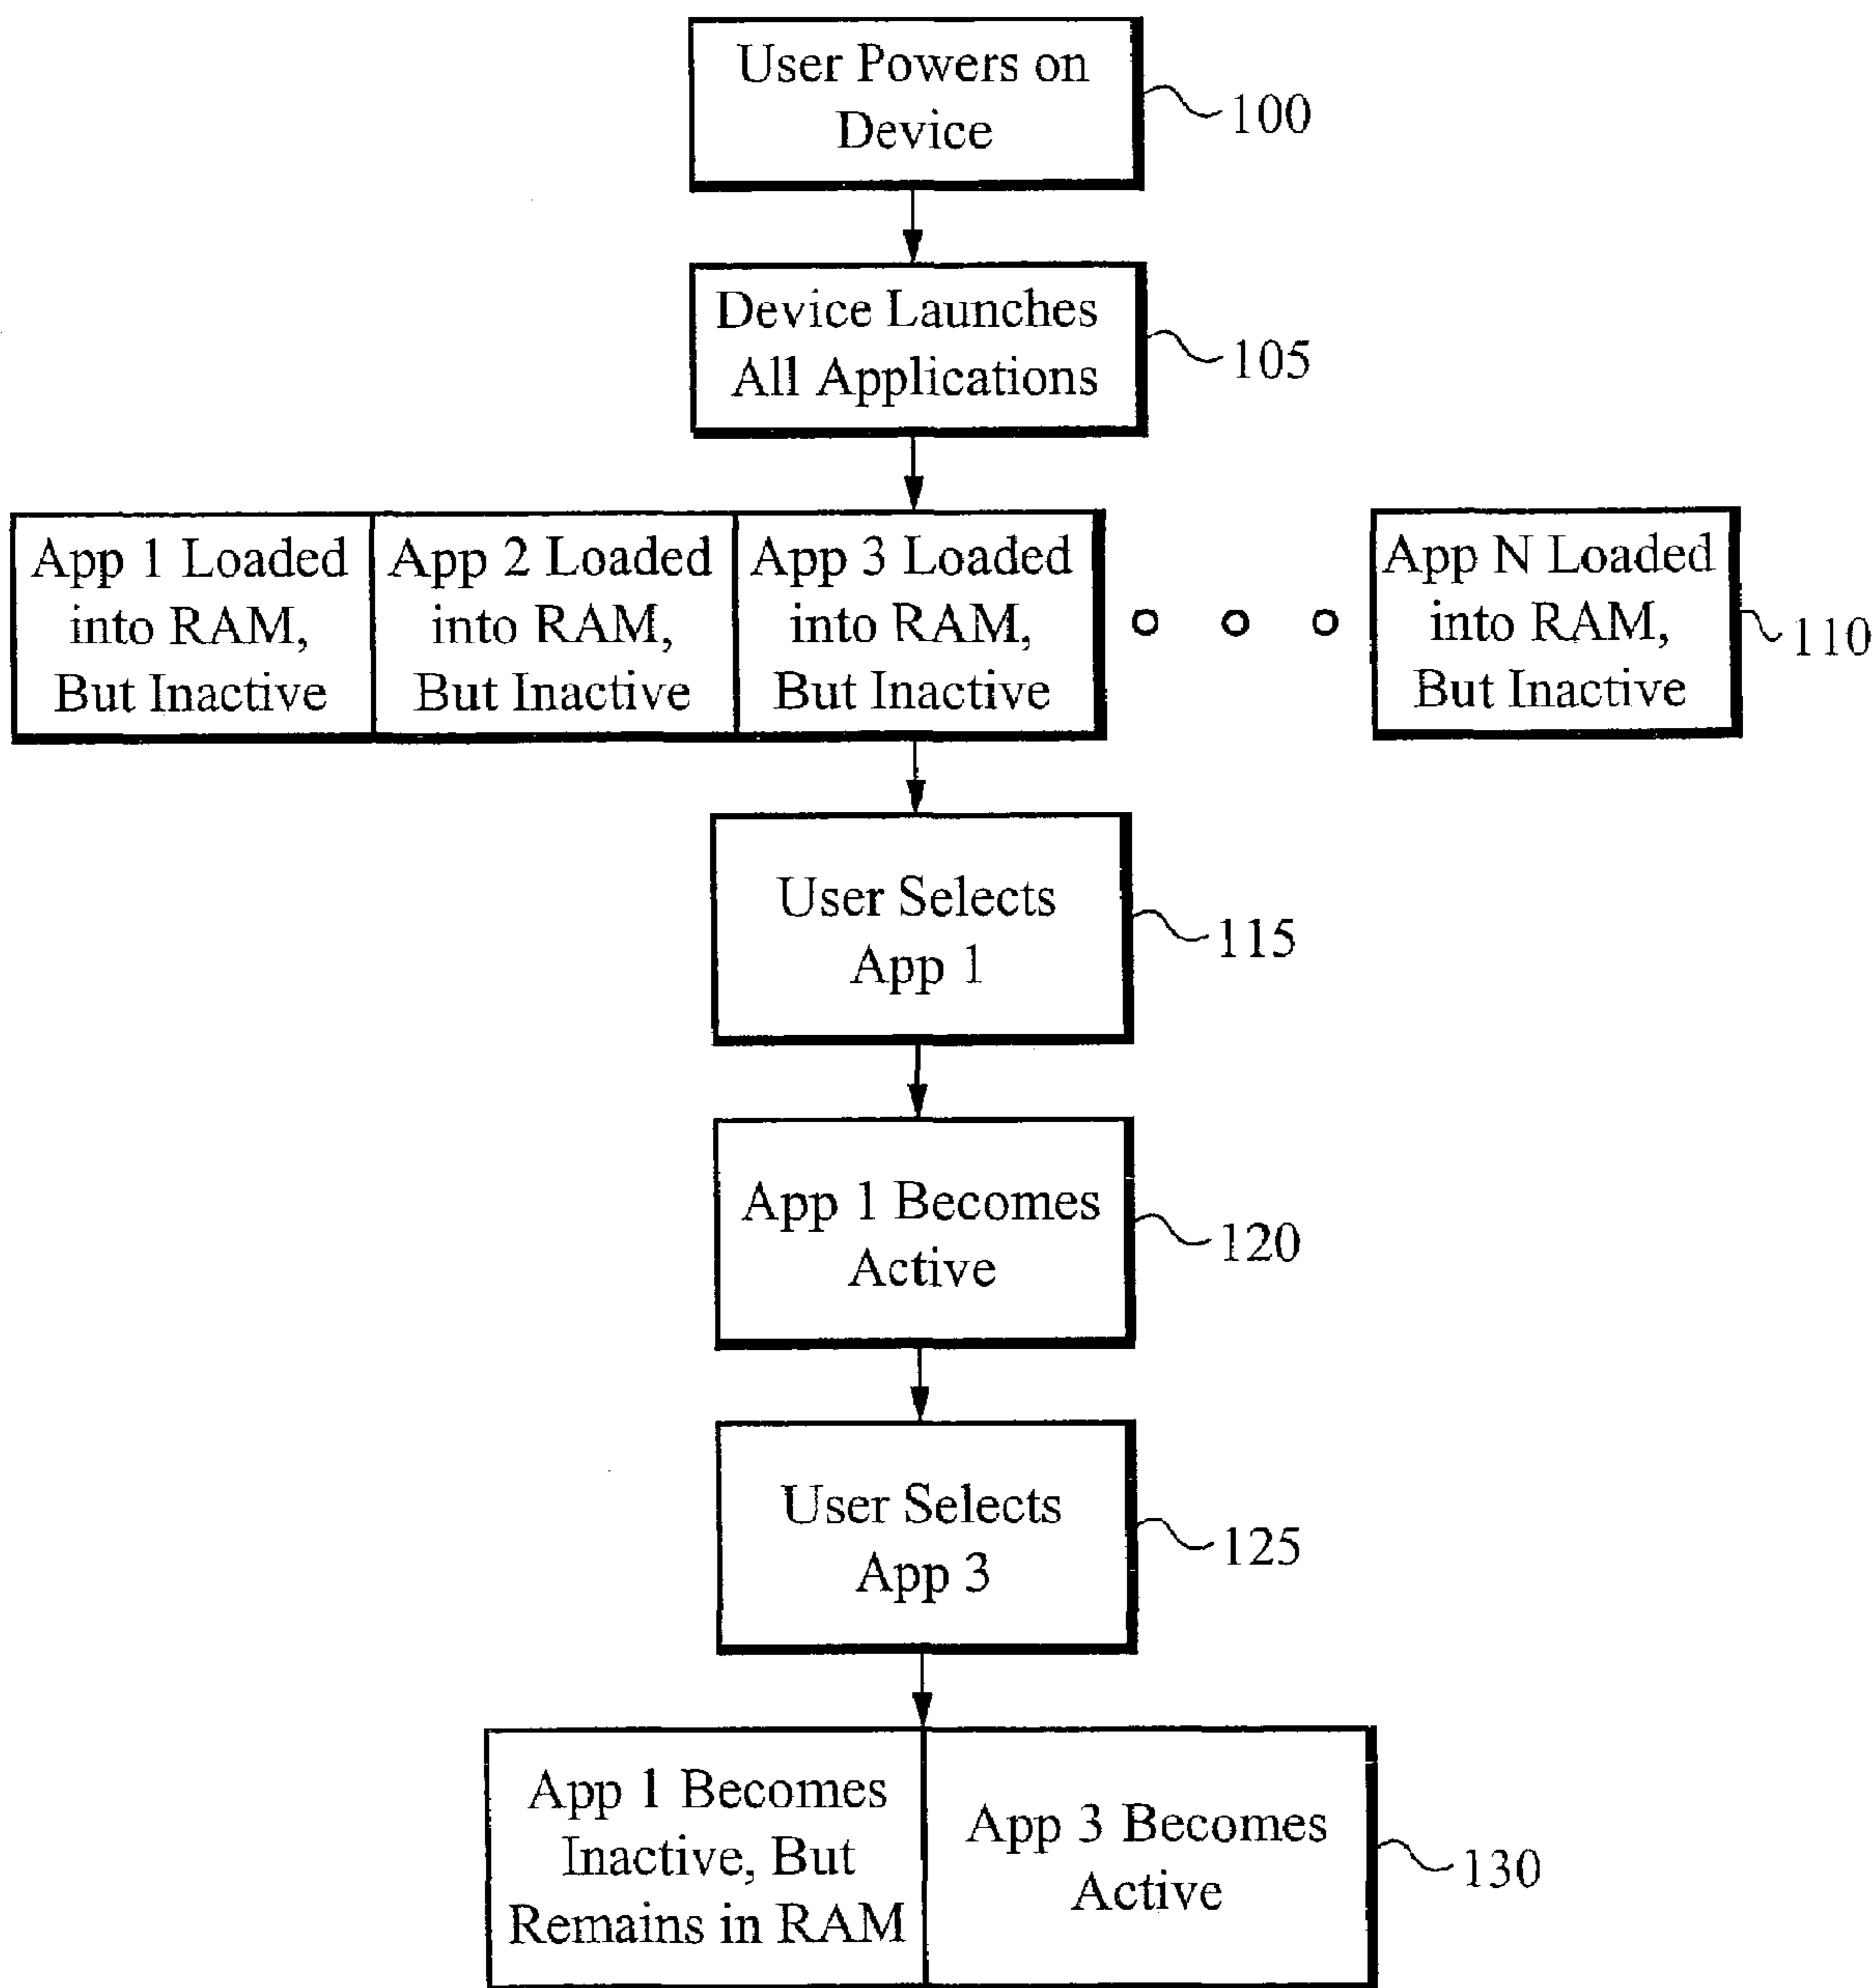 User Powers on
Device
100
Device Launches
All Applications
105
App 1 Loaded
into RAM,
But Inactive
App 2 Loaded
into RAM,
But Inactive
App 3 Loaded
into RAM,
But Inactive
App N Loaded
into RAM,
But Inactive
110
User Selects
App 1
115
App 1 Becomes
Active
120
User Selects
App 3
125
App 1 Becomes
Inactive, But
Remains in RAM
App 3 Becomes
Active
130